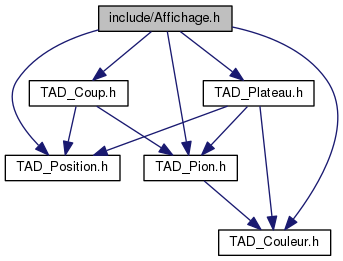 include/Affichage.h
TAD_Coup.h
TAD_Plateau.h
TAD_Position.h
TAD_Pion.h
TAD_Couleur.h